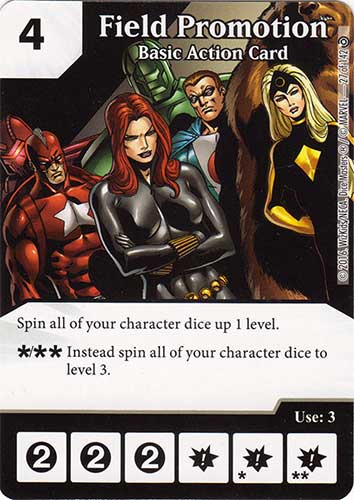 4
Field Promotion
Basic Action Card
Spin all of your character dice up 1 level.
*/** Instead spin all of your character dice to
level 3.
Use: 3
2 2 2 ! ! * ! **